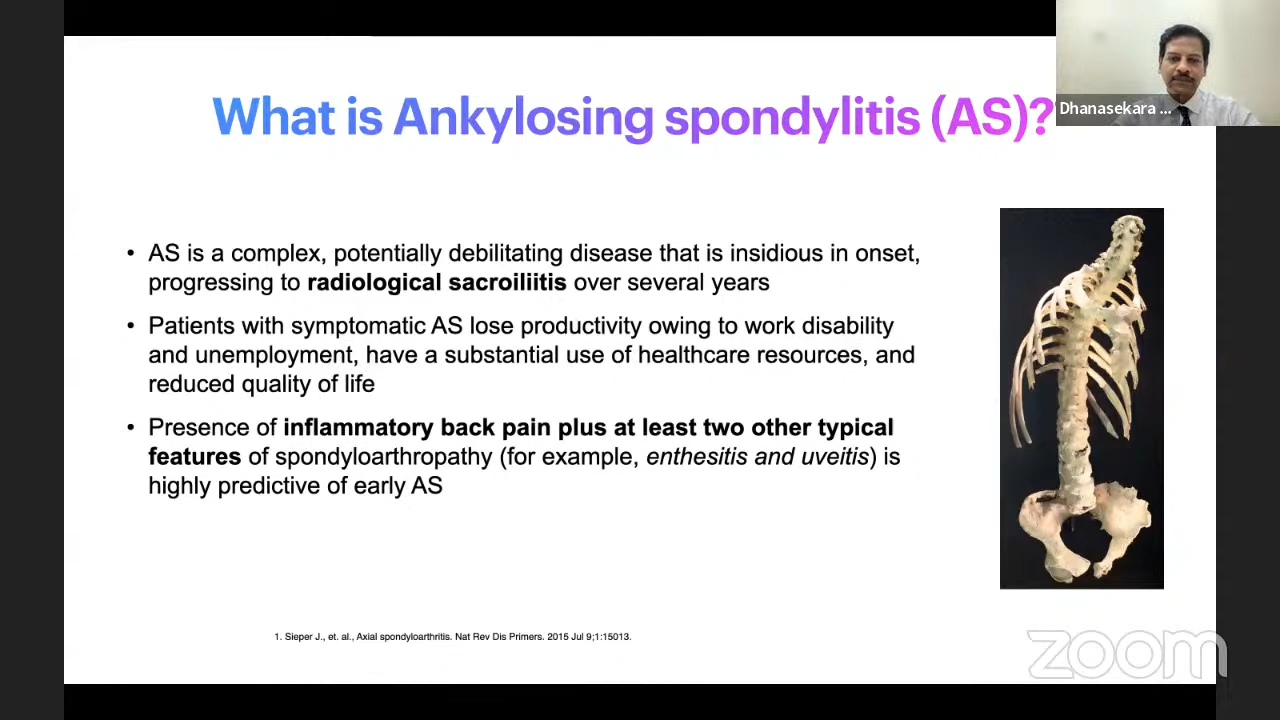 What is Ankylosing spondylitis (AS)?
Dhanasekara ...
• AS is a complex, potentially debilitating disease that is insidious in onset,
progressing to radiological sacroiliitis over several years
• Patients with symptomatic AS lose productivity owing to work disability
and unemployment, have a substantial use of healthcare resources, and
reduced quality of life
• Presence of inflammatory back pain plus at least two other typical
features of spondyloarthropathy (for example, enthesitis and uveitis) is
highly predictive of early AS
1. Sieper J., et. al., Axial spondyloarthritis. Nat Rev Dis Primers. 2015 Jul 9;1:15013.
zoom